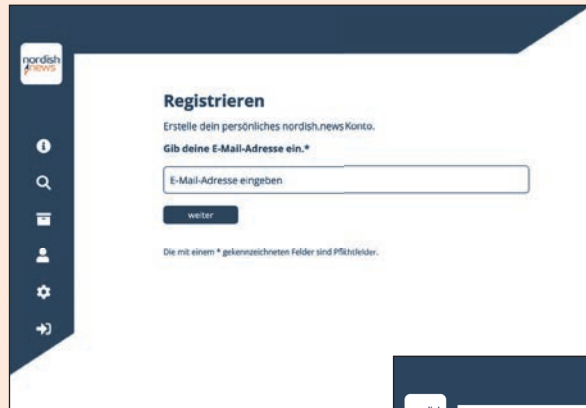 nordish
news
Registrieren
Erstelle dein persönliches nordish.news Konto.
Gib deine E-Mail-Adresse ein.*
E-Mail-Adresse eingeben
weiter
Die mit einem * gekennzeichneten Felder sind Pflichtfelder.